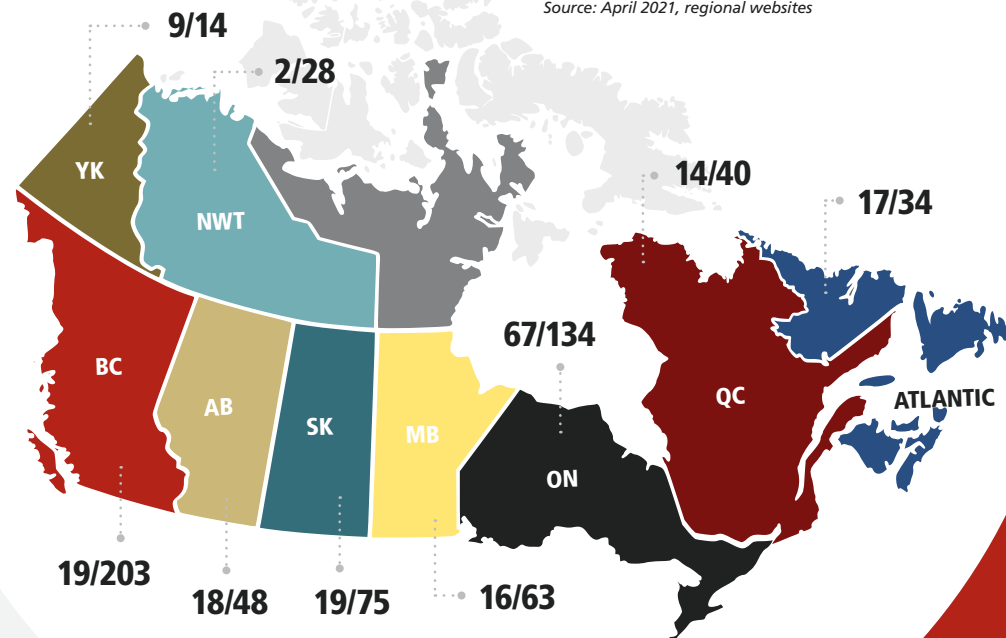 Source: April 2021, regional websites
9/14
2/28
14/40
17/34
YK
NWT
67/134
BC
AB
SK
MB
QC
ATLANTIC
ON
19/203
18/48
19/75
16/63